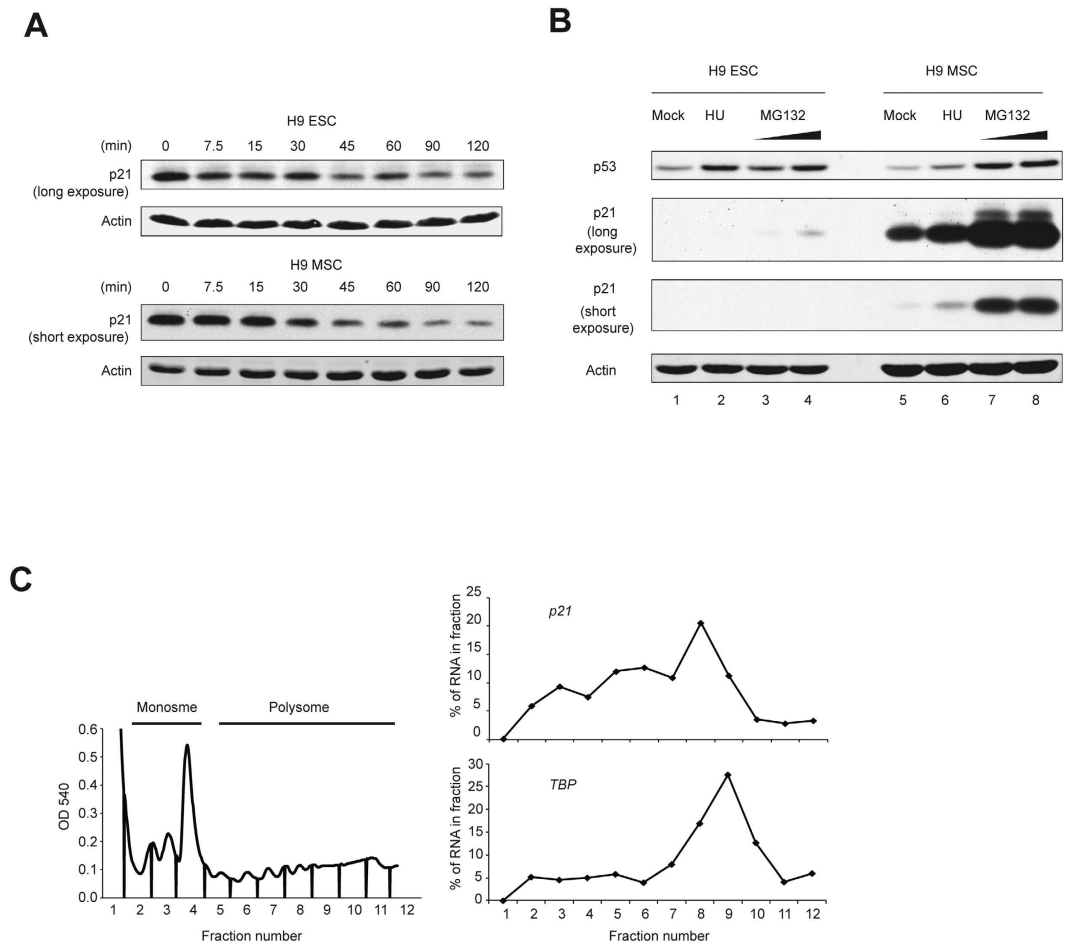 A
H9 ESC
(min) 0 7.5 15 30 45 60 90 120
p21
(long exposure)
Actin
H9 MSC
(min) 0 7.5 15 30 45 60 90 120
p21
(short exposure)
Actin
B
H9 ESC H9 MSC
Mock HU MG132 Mock HU MG132
p53
p21
(long
exposure)
p21
(short
exposure)
Actin
1 2 3 4 5 6 7 8
C
Monosme Polysome
OD 540
0.6
0.5
0.4
0.3
0.2
0.1
0.0
1 2 3 4 5 6 7 8 9 10 11 12
Fraction number
p21
% of RNA in fraction
25
20
15
10
5
0
1 2 3 4 5 6 7 8 9 10 11 12
TBP
% of RNA in fraction
30
25
20
15
10
5
0
1 2 3 4 5 6 7 8 9 10 11 12
Fraction number